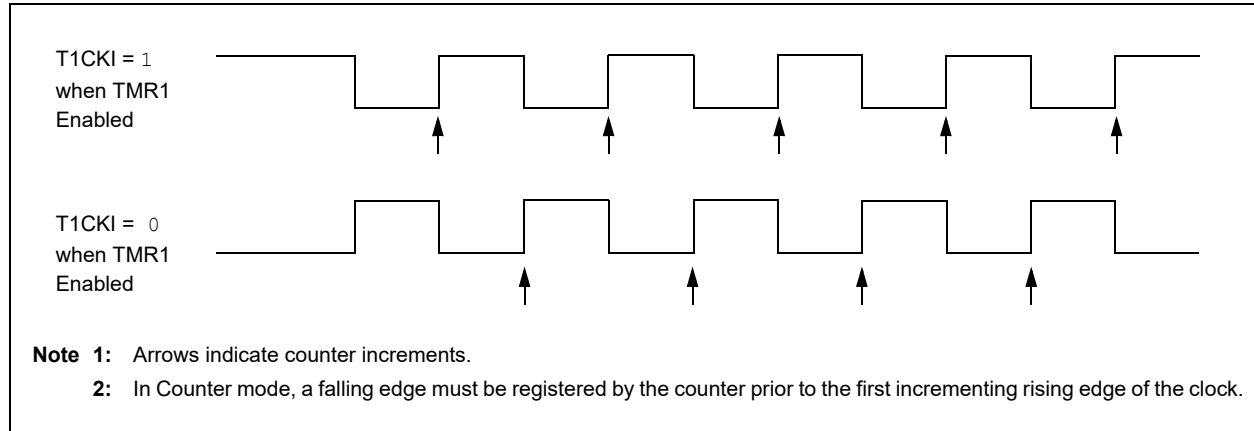 T1CKI = 1
when TMR1
Enabled
T1CKI = 0
when TMR1
Enabled
Note 1: Arrows indicate counter increments.
2: In Counter mode, a falling edge must be registered by the counter prior to the first incrementing rising edge of the clock.